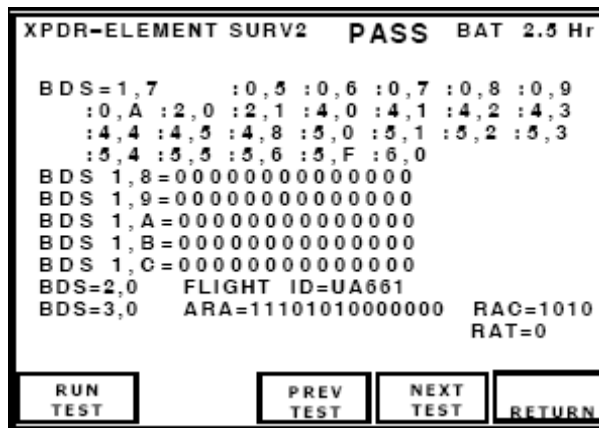 XPDR-ELEMENT SURV2 PASS BAT 2.5 Hr
BDS=1,7 :0,5 :0,6 :0,7 :0,8 :0,9
:0,A :2,0 :2,1 :4,0 :4,1 :4,2 :4,3
:4,4 :4,5 :4,8 :5,0 :5,1 :5,2 :5,3
:5,4 :5,5 :5,6 :5,F :6,0
BDS 1,8=00000000000000
BDS 1,9=00000000000000
BDS 1,A=00000000000000
BDS 1,B=00000000000000
BDS 1,C=00000000000000
BDS=2,0 FLIGHT ID=UA661
BDS=3,0 ARA=11101010000000 RAC=1010
RAT=0
RUN TEST
PREV TEST
NEXT TEST
RETURN